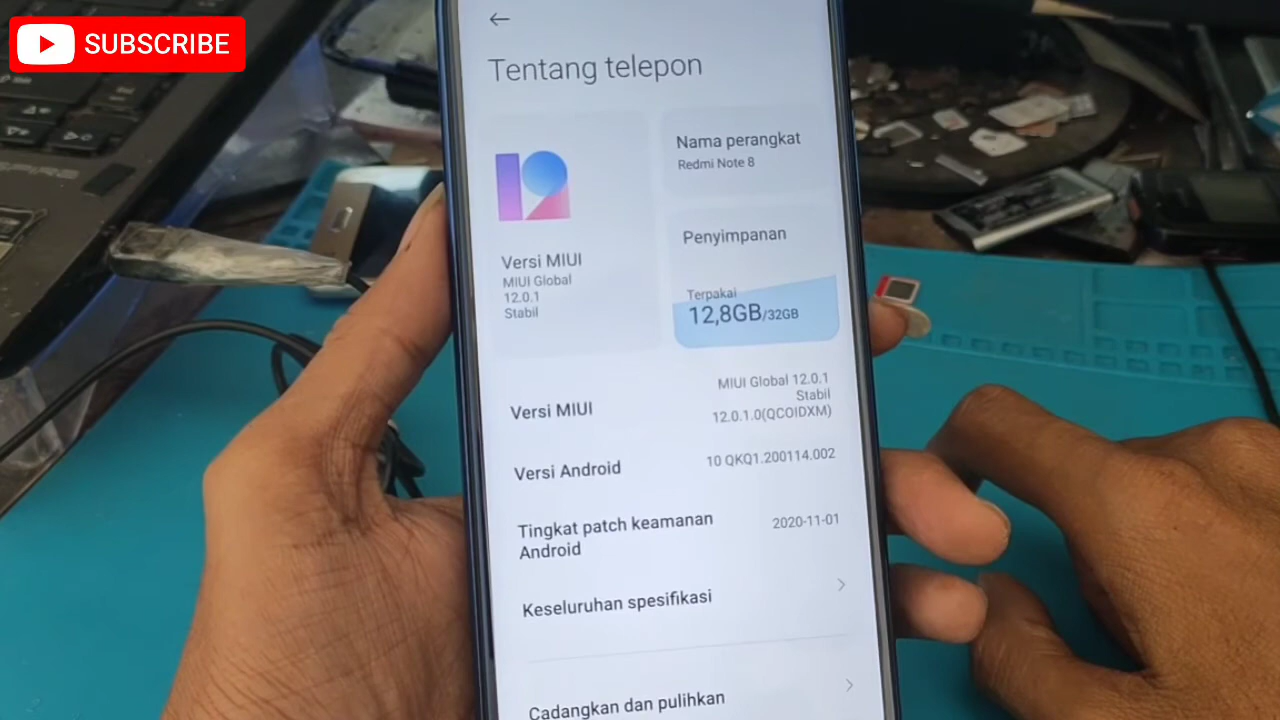 SUBSCRIBE
Tentang telepon
Nama perangkat
Redmi Note 8
Versi MIUI
MIUI Global
12.0.1
Stabil
Penyimpanan
Terpakai
12,8GB/32GB
Versi MIUI
MIUI Global 12.0.1
Stabil
12.0.1.0(QCOIDXM)
Versi Android
10 QKQ1.200114.002
Tingkat patch keamanan
Android
2020-11-01
Keseluruhan spesifikasi
Cadangkan dan pulihkan